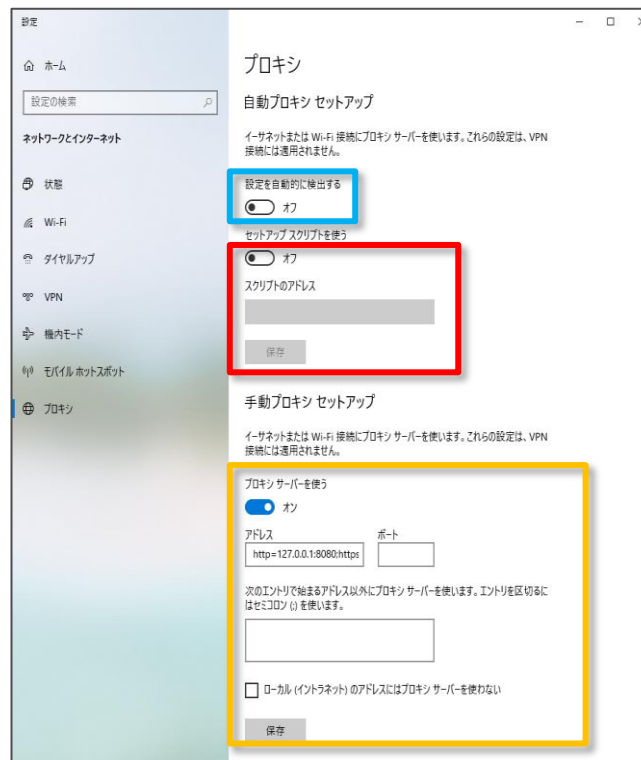 設定
ホーム
設定の検索
ネットワークとインターネット
状態
Wi-Fi
ダイヤルアップ
VPN
機内モード
モバイル ホットスポット
プロキシ
プロキシ
自動プロキシ セットアップ
イーサネットまたは Wi-Fi 接続にプロキシ サーバーを使います。これらの設定は、VPN
接続には適用されません。
設定を自動的に検出する
オフ
セットアップ スクリプトを使う
オフ
スクリプトのアドレス
保存
手動プロキシ セットアップ
イーサネットまたは Wi-Fi 接続にプロキシ サーバーを使います。これらの設定は、VPN
接続には適用されません。
プロキシ サーバーを使う
オン
アドレス ポート
http=127.0.0.1:8080;https
次のエントリで始まるアドレス以外にプロキシ サーバーを使います。エントリを区切るに
はセミコロン (;) を使います。
ローカル (イントラネット) のアドレスにはプロキシ サーバーを使わない
保存